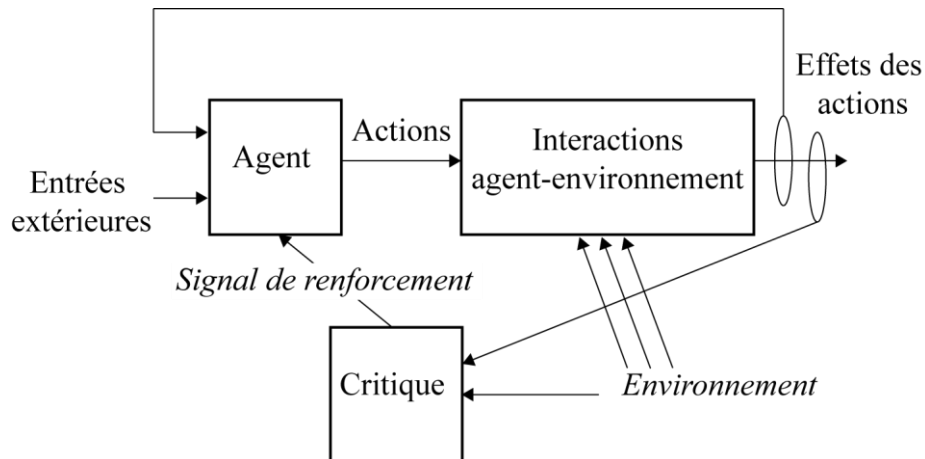 Effets des
actions
Actions
Agent
Interactions
agent-environnement
Entrées
extérieures
Signal de renforcement
Critique
Environnement